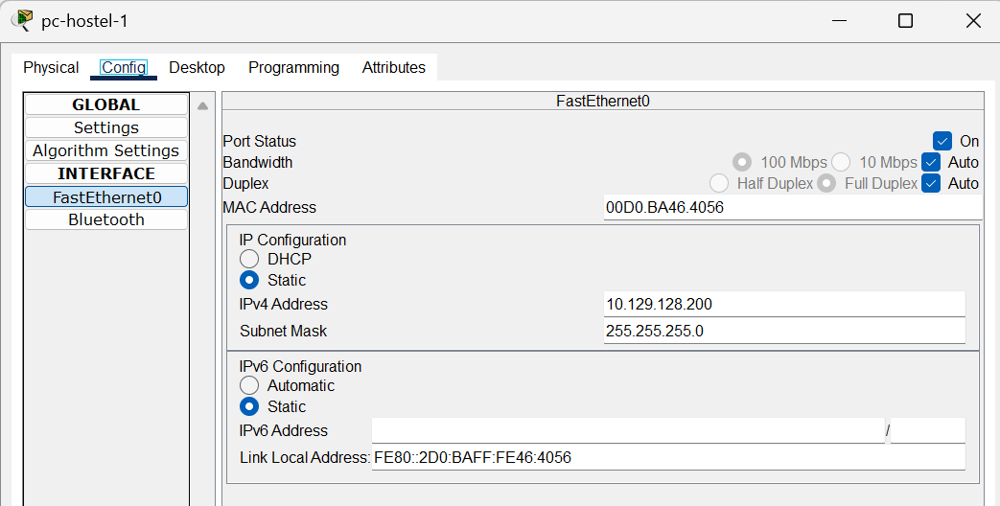 pc-hostel-1
Physical Config Desktop Programming Attributes
GLOBAL
Settings
Algorithm Settings
INTERFACE
FastEthernet0
Bluetooth
FastEthernet0
Port Status On
Bandwidth 100 Mbps 10 Mbps Auto
Duplex Half Duplex Full Duplex Auto
MAC Address 00D0.BA46.4056
IP Configuration
DHCP
Static
IPv4 Address 10.129.128.200
Subnet Mask 255.255.255.0
IPv6 Configuration
Automatic
Static
IPv6 Address /
Link Local Address: FE80::2D0:BAFF:FE46:4056